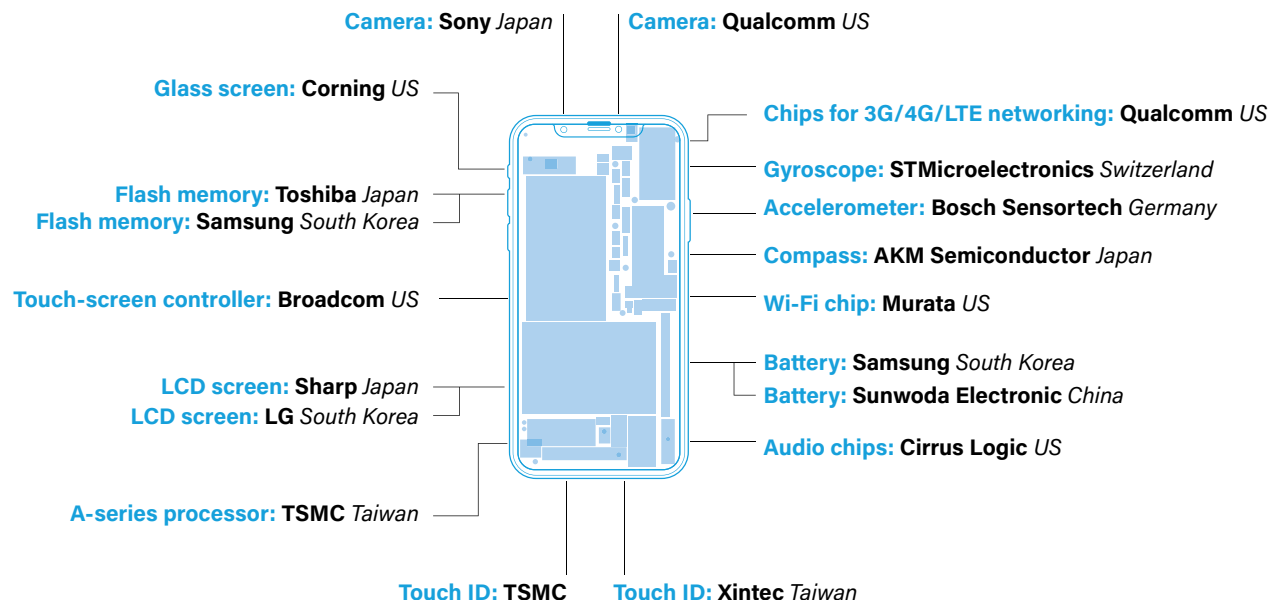 Camera: Sony Japan
Camera: Qualcomm US
Glass screen: Corning US
Chips for 3G/4G/LTE networking: Qualcomm US
Gyroscope: STMicroelectronics Switzerland
Flash memory: Toshiba Japan
Accelerometer: Bosch Sensortech Germany
Flash memory: Samsung South Korea
Compass: AKM Semiconductor Japan
Touch-screen controller: Broadcom US
Wi-Fi chip: Murata US
Battery: Samsung South Korea
LCD screen: Sharp Japan
Battery: Sunwoda Electronic China
LCD screen: LG South Korea
Audio chips: Cirrus Logic US
A-series processor: TSMC Taiwan
Touch ID: TSMC
Touch ID: Xintec Taiwan